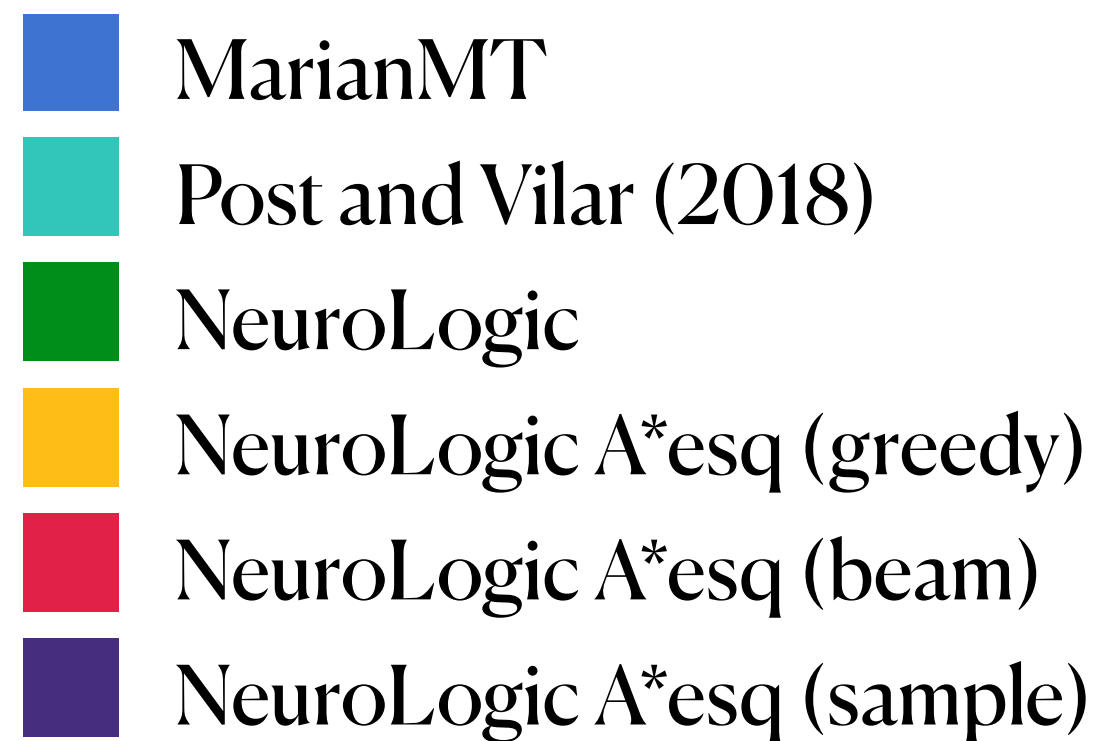 MarianMT
Post and Vilar (2018)
NeuroLogic
NeuroLogic A*esq (greedy)
NeuroLogic A*esq (beam)
NeuroLogic A*esq (sample)